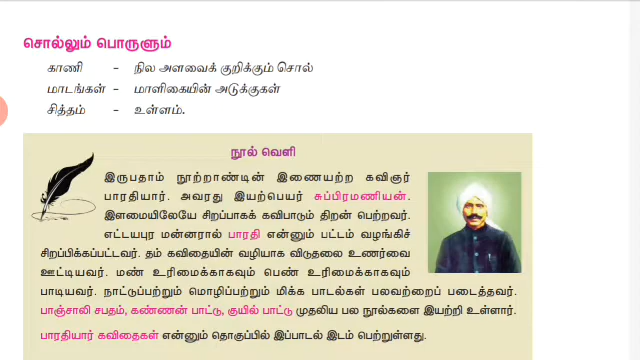 சொல்லும் பொருளும்
காணி - நில அளவைக் குறிக்கும் சொல்
மாடங்கள் - மாளிகையின் அடுக்குகள்
சித்தம் - உள்ளம்.
நூல் வெளி
இருபதாம் நூற்றாண்டின் இணையற்ற கவிஞர்
பாரதியார். அவரது இயற்பெயர் சுப்பிரமணியன்.
இளமையிலேயே சிறப்பாகக் கவிபாடும் திறன் பெற்றவர்.
எட்டயபுர மன்னரால் பாரதி என்னும் பட்டம் வழங்கிச்
சிறப்பிக்கப்பட்டவர். தம் கவிதையின் வழியாக விடுதலை உணர்வை
ஊட்டியவர். மண் உரிமைக்காகவும் பெண் உரிமைக்காகவும்
பாடியவர். நாட்டுப்பற்றும் மொழிப்பற்றும் மிக்க பாடல்கள் பலவற்றைப் படைத்தவர்.
பாஞ்சாலி சபதம், கண்ணன் பாட்டு, குயில் பாட்டு முதலிய பல நூல்களை இயற்றி உள்ளார்.
பாரதியார் கவிதைகள் என்னும் தொகுப்பில் இப்பாடல் இடம் பெற்றுள்ளது.